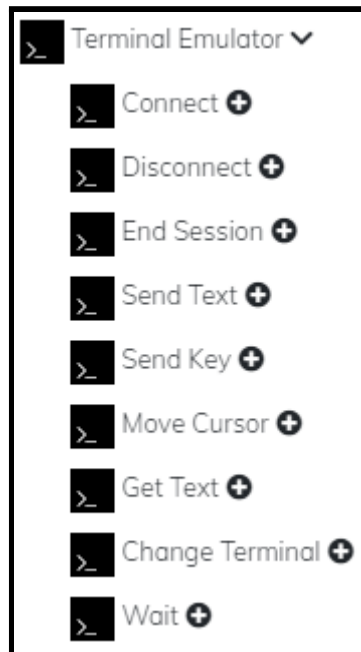 Terminal Emulator
Connect
Disconnect
End Session
Send Text
Send Key
Move Cursor
Get Text
Change Terminal
Wait